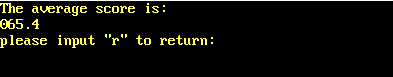 The average score is:
065.4
please input "r" to return: